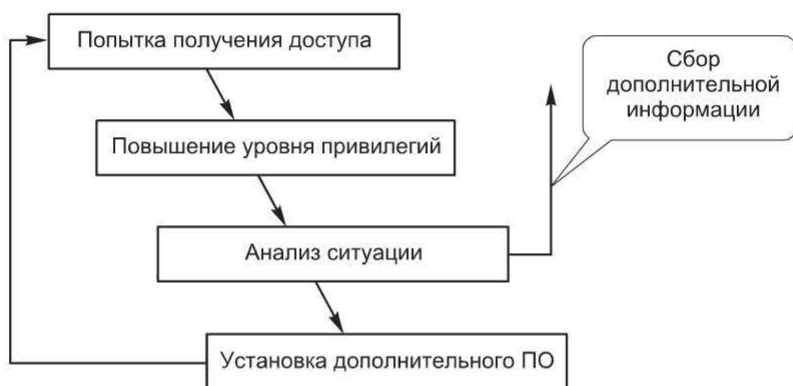 Попытка получения доступа
Сбор
дополнительной
информации
Повышение уровня привилегий
Анализ ситуации
Установка дополнительного ПО